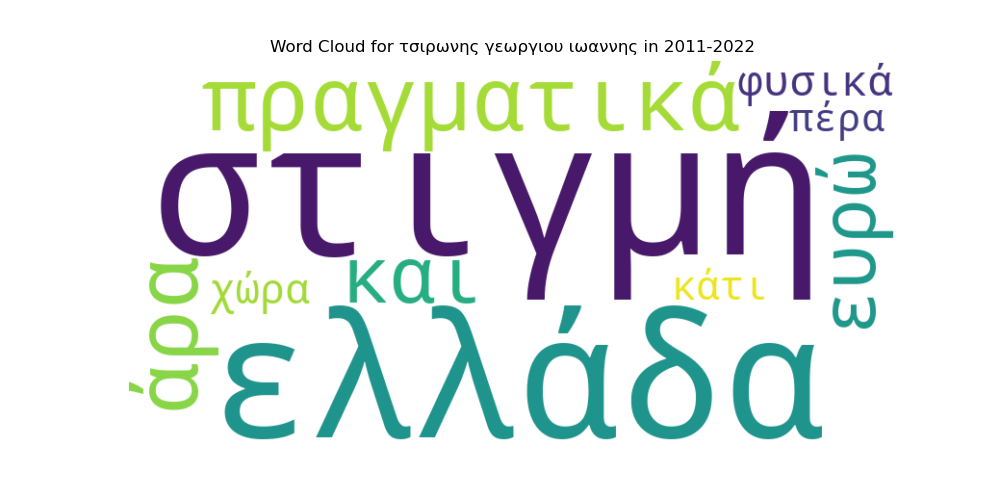 Word Cloud for τσιρωνης γεωργιου ιωαννης in 2011-2022
πραγματικά
φυσικά
πέρα
στιγμή
ευρώ
άρα
χώρα
και
κάτι
ελλάδα